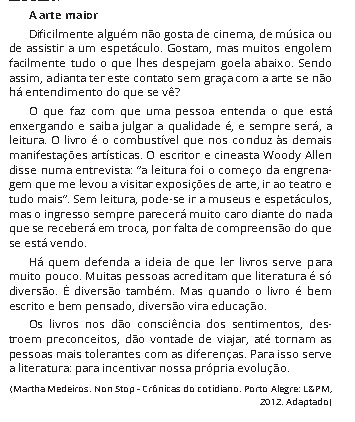 A arte maior
Dificilmente alguém não gosta de cinema, de música ou
de assistir a um espetáculo. Gostam, mas muitos engolem
facilmente tudo o que lhes despejam goela abaixo. Sendo
assim, adianta ter este contato sem graça com a arte se não
há entendimento do que se vê?
O que faz com que uma pessoa entenda o que está
enxergando e saiba julgar a qualidade é, e sempre será, a
leitura. O livro é o combustível que nos conduz às demais
manifestações artísticas. O escritor e cineasta Woody Allen
disse numa entrevista: “a leitura foi o começo da engrena-
gem que me levou a visitar exposições de arte, ir ao teatro e
tudo mais”. Sem leitura, pode-se ir a museus e espetáculos,
mas o ingresso sempre parecerá muito caro diante do nada
que se receberá em troca, por falta de compreensão do que
se está vendo.
Há quem defenda a ideia de que ler livros serve para
muito pouco. Muitas pessoas acreditam que literatura é só
diversão. É diversão também. Mas quando o livro é bem
escrito e bem pensado, diversão vira educação.
Os livros nos dão consciência dos sentimentos, des-
troem preconceitos, dão vontade de viajar, até tornam as
pessoas mais tolerantes com as diferenças. Para isso serve
a literatura: para incentivar nossa própria evolução.
(Martha Medeiros. Non Stop – Crônicas do cotidiano. Porto Alegre: L&PM,
2012. Adaptado)